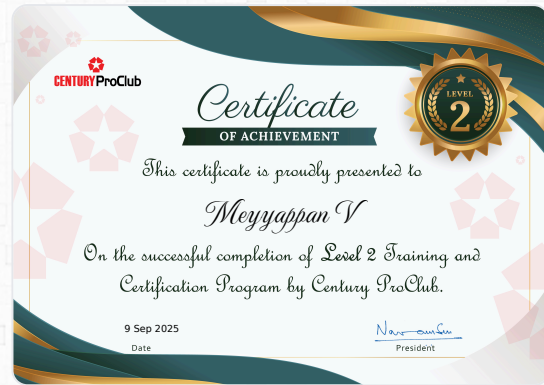 CENTURY ProClub
LEVEL
2
Certificate
OF ACHIEVEMENT
This certificate is proudly presented to
Meyyappan V
On the successful completion of Level 2 Training and
Certification Program by Century ProClub.
9 Sep 2025
Date
President